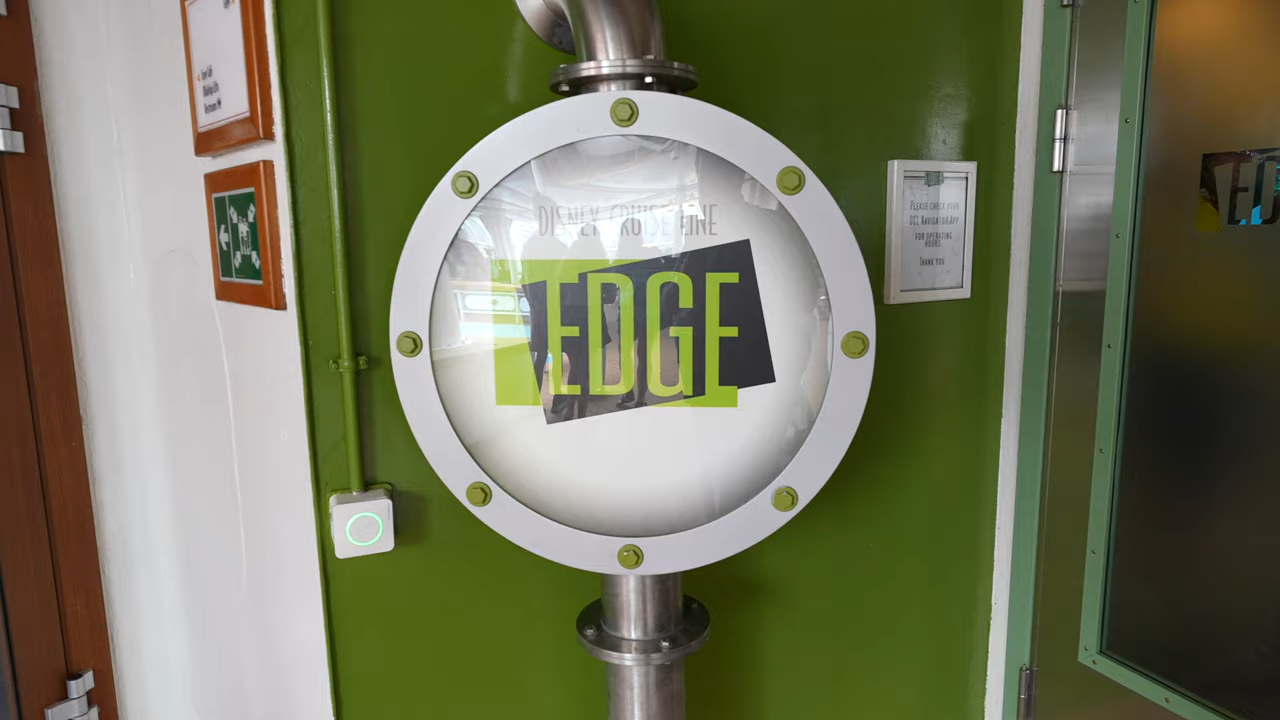 DISNEY CRUISE LINE
EDGE
PLEASE CHECK YOUR
DCL NAVIGATOR APP
FOR OPERATING
HOURS.
THANK YOU